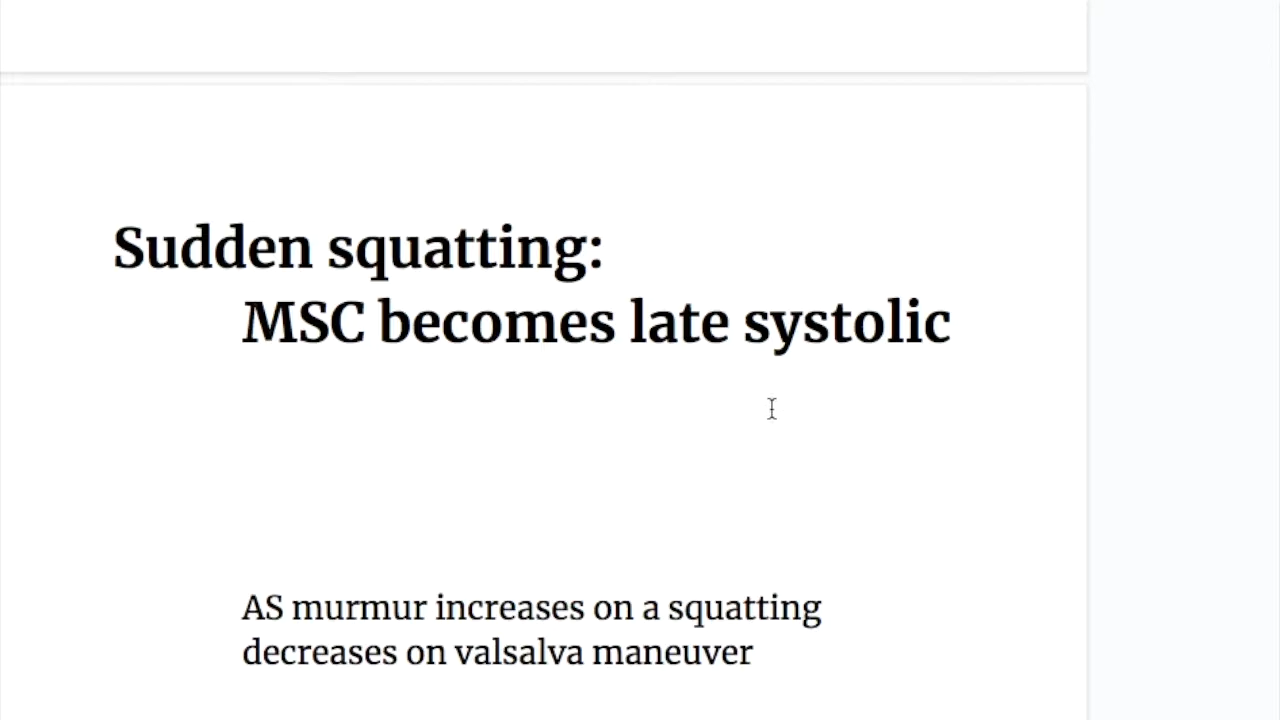 Sudden squatting:
MSC becomes late systolic
AS murmur increases on a squatting
decreases on valsalva maneuver